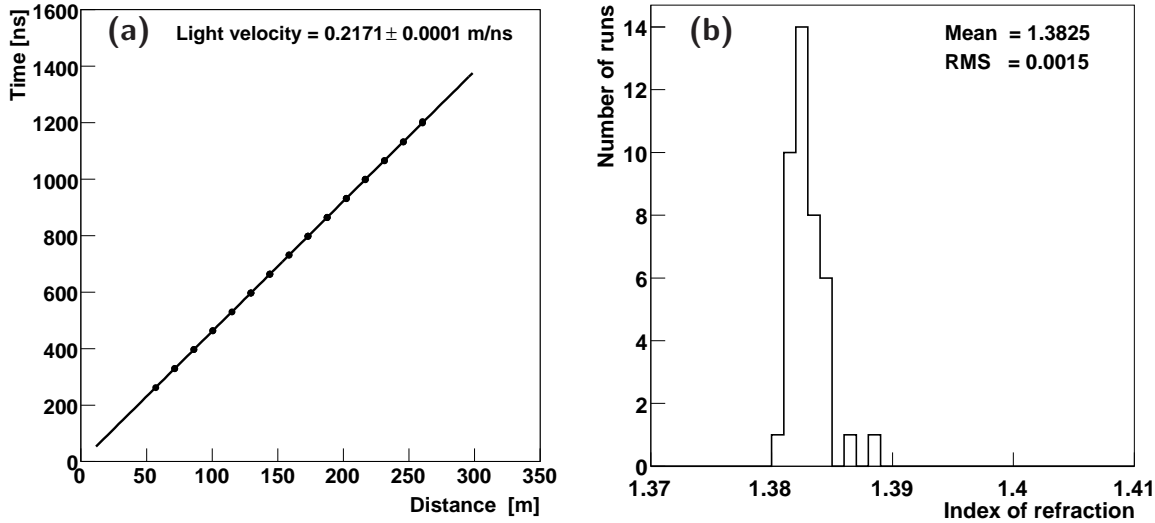 (a)
Light velocity = 0.2171 ± 0.0001 m/ns
Time [ns]
1600
1400
1200
1000
800
600
400
200
0
0 50 100 150 200 250 300 350
Distance [m]
(b)
Mean = 1.3825
RMS = 0.0015
Number of runs
14
12
10
8
6
4
2
0
1.37 1.38 1.39 1.4 1.41
Index of refraction